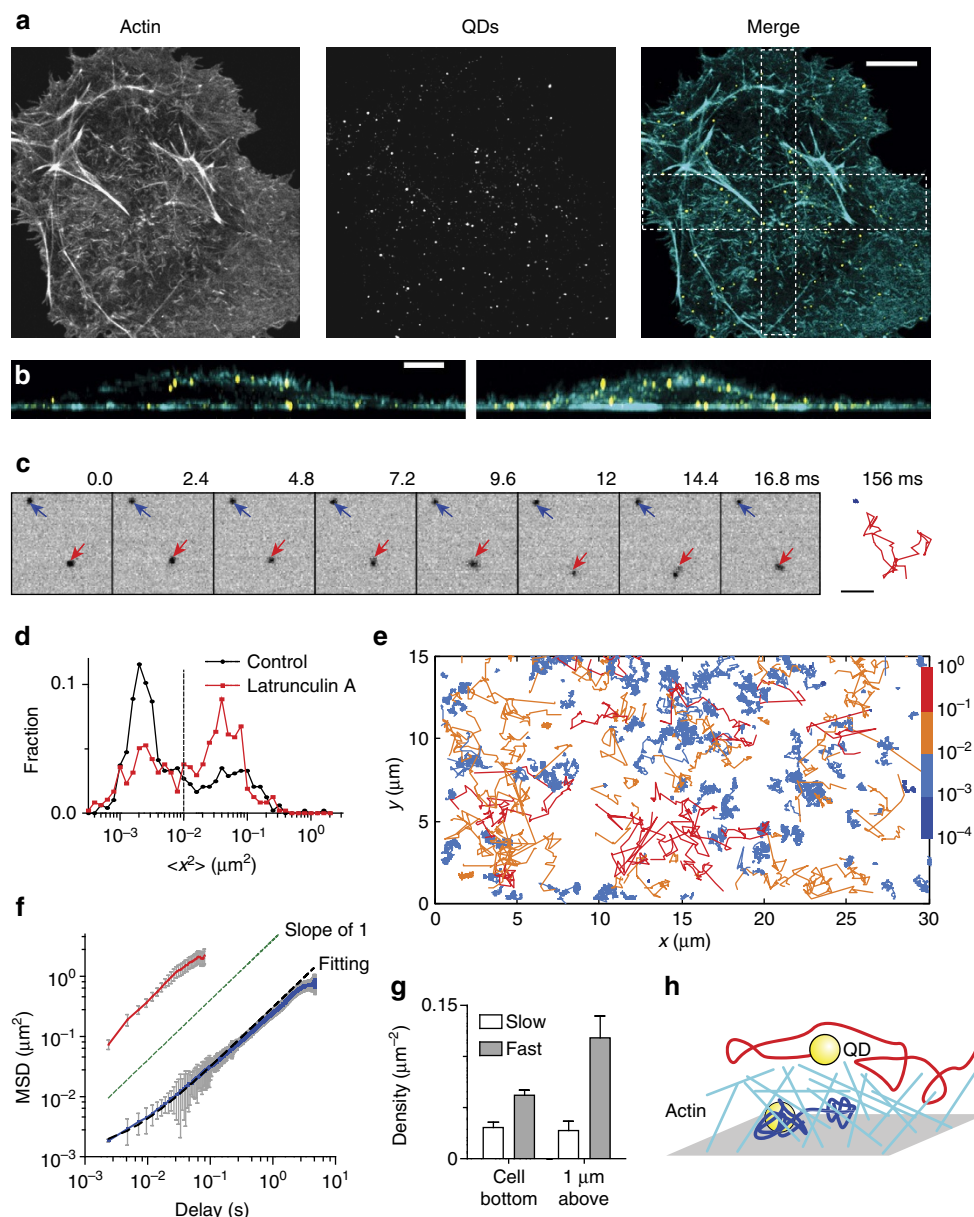 a
Actin
QDs
Merge
b
c
0.0
2.4
4.8
7.2
9.6
12
14.4
16.8 ms
156 ms
d
Control
Latrunculin A
0.1
0.0
Fraction
10⁻³
10⁻²
10⁻¹
10⁰
<x²> (μm²)
e
15
10
5
0
y (μm)
0
5
10
15
20
25
30
x (μm)
10⁰
10⁻¹
10⁻²
10⁻³
10⁻⁴
f
Slope of 1
Fitting
10⁰
10⁻¹
10⁻²
10⁻³
MSD (μm²)
10⁻³
10⁻²
10⁻¹
10⁰
10¹
Delay (s)
g
0.15
0
Density (μm⁻²)
Slow
Fast
Cell
bottom
1 μm
above
h
QD
Actin